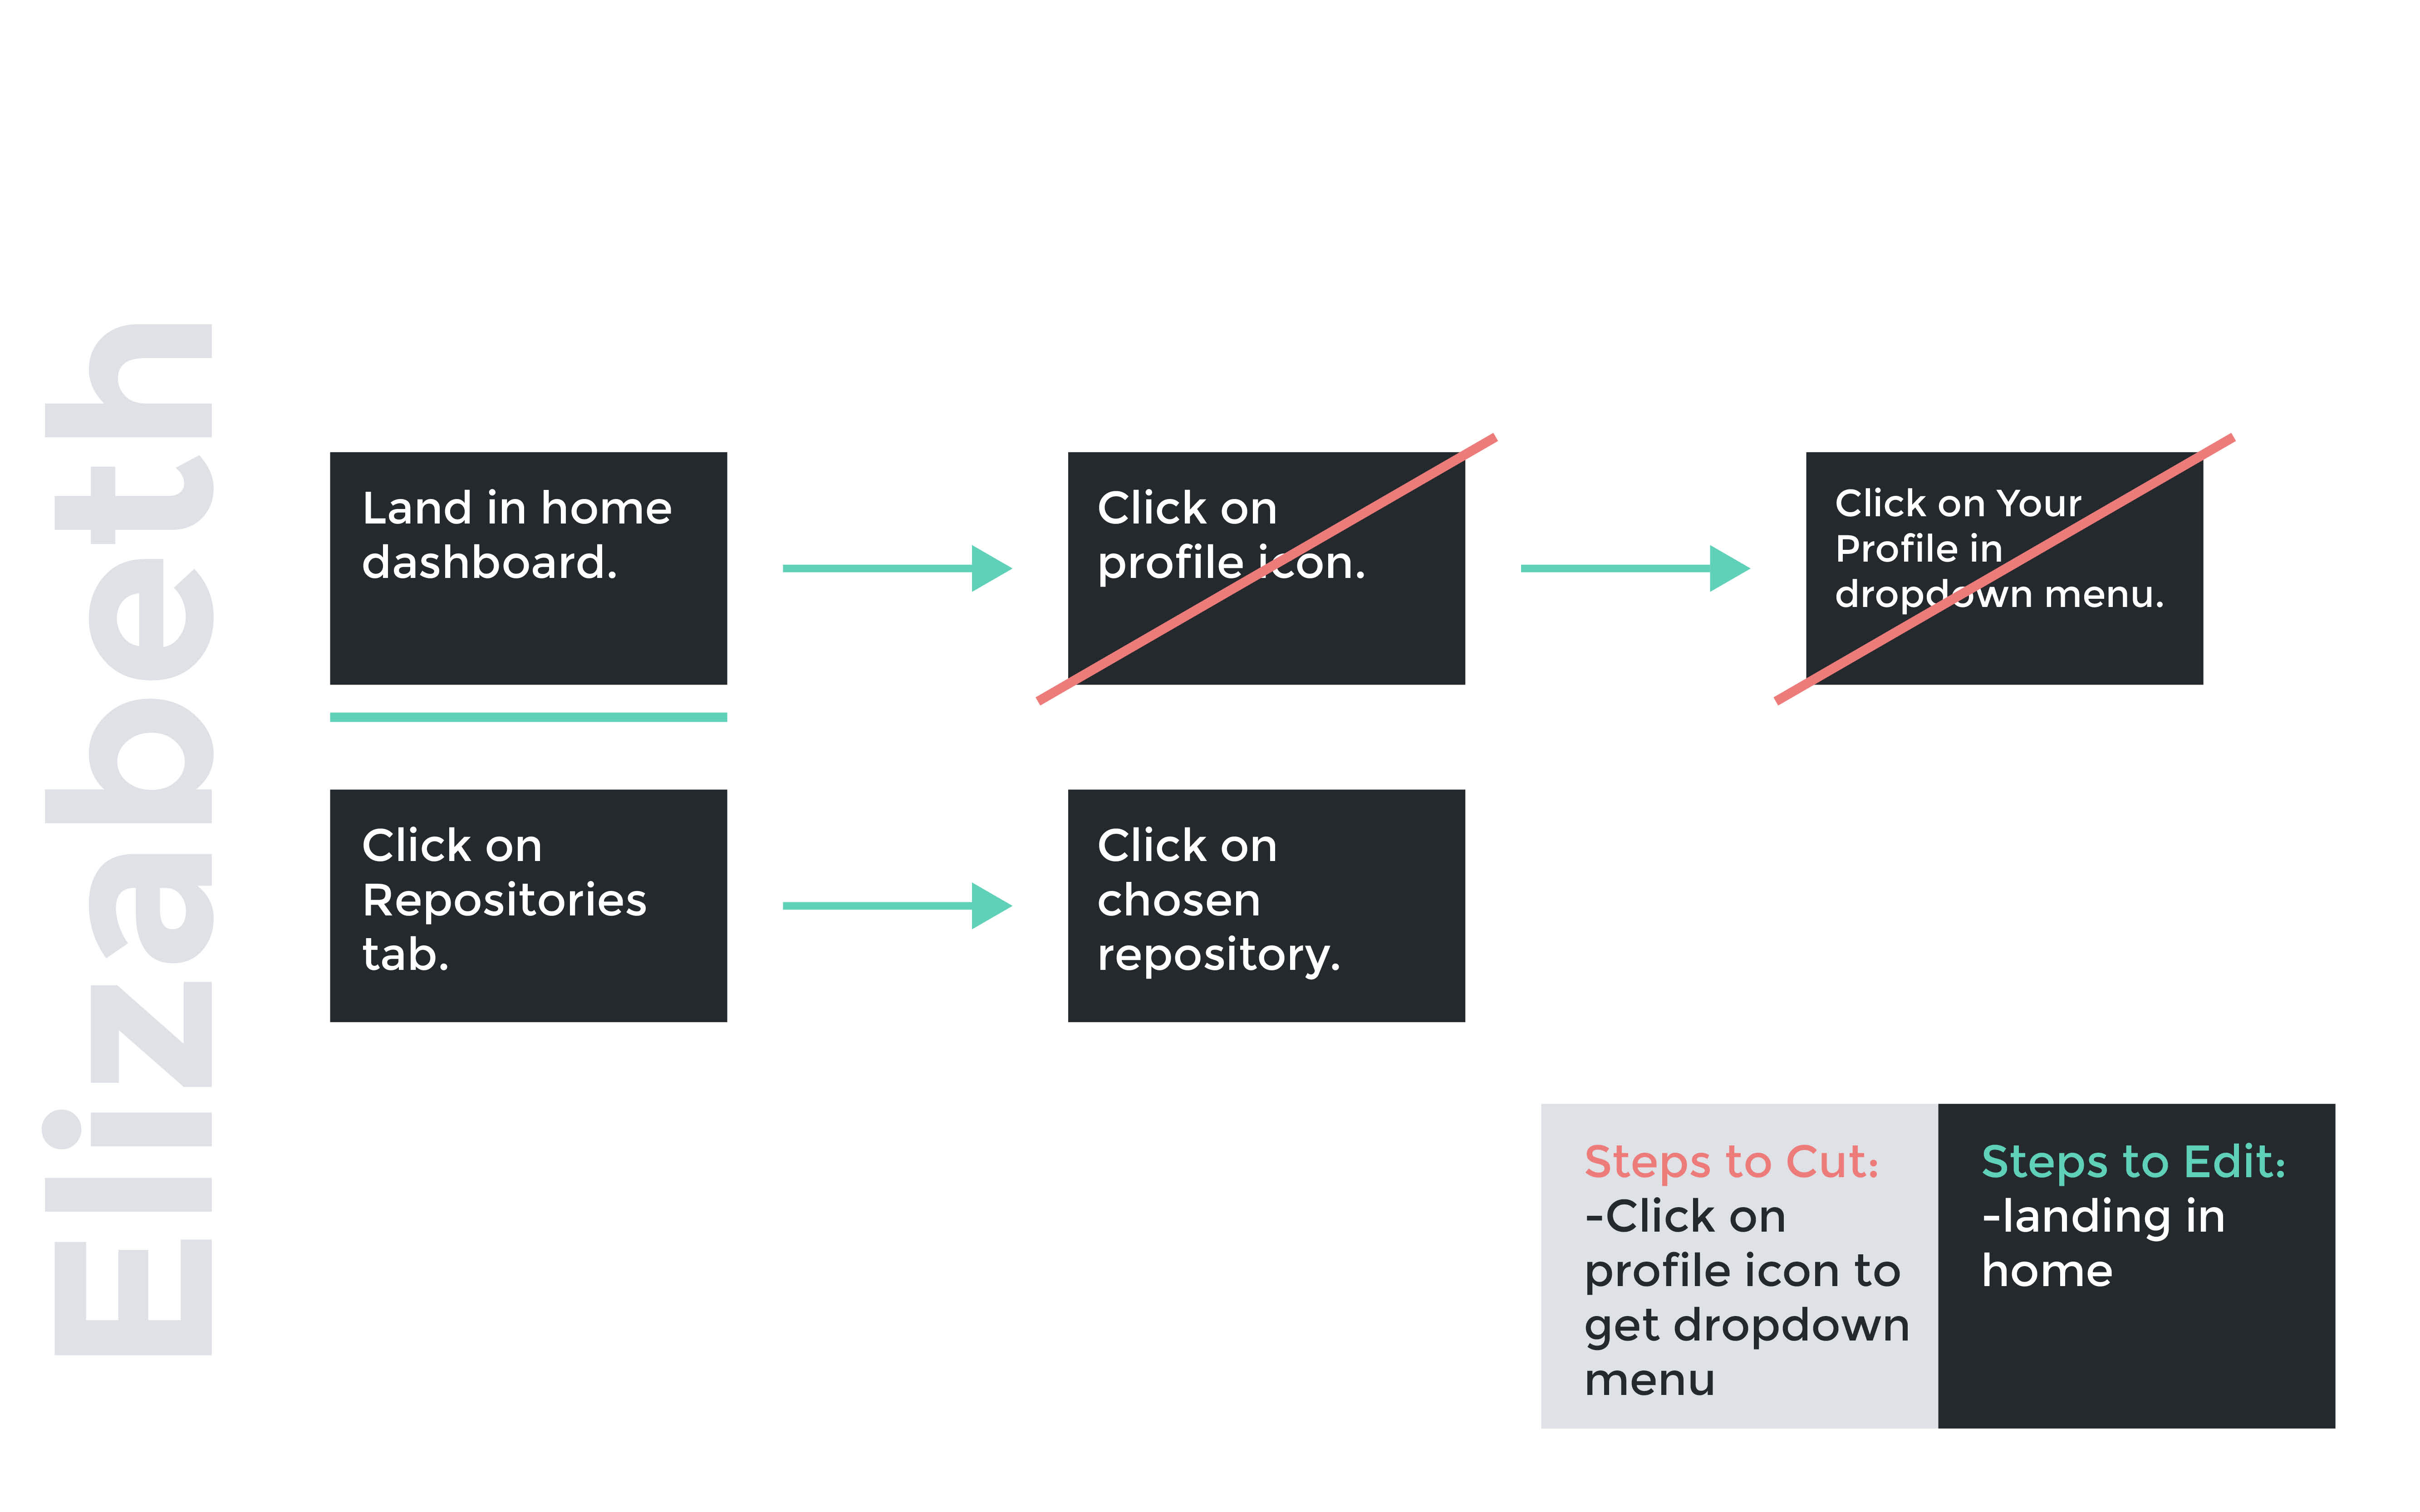 Elizabeth
Land in home
dashboard.
Click on
profile icon.
Click on Your
Profile in
dropdown menu.
Click on
Repositories
tab.
Click on
chosen
repository.
Steps to Cut:
-Click on
profile icon to
get dropdown
menu
Steps to Edit:
-landing in
home